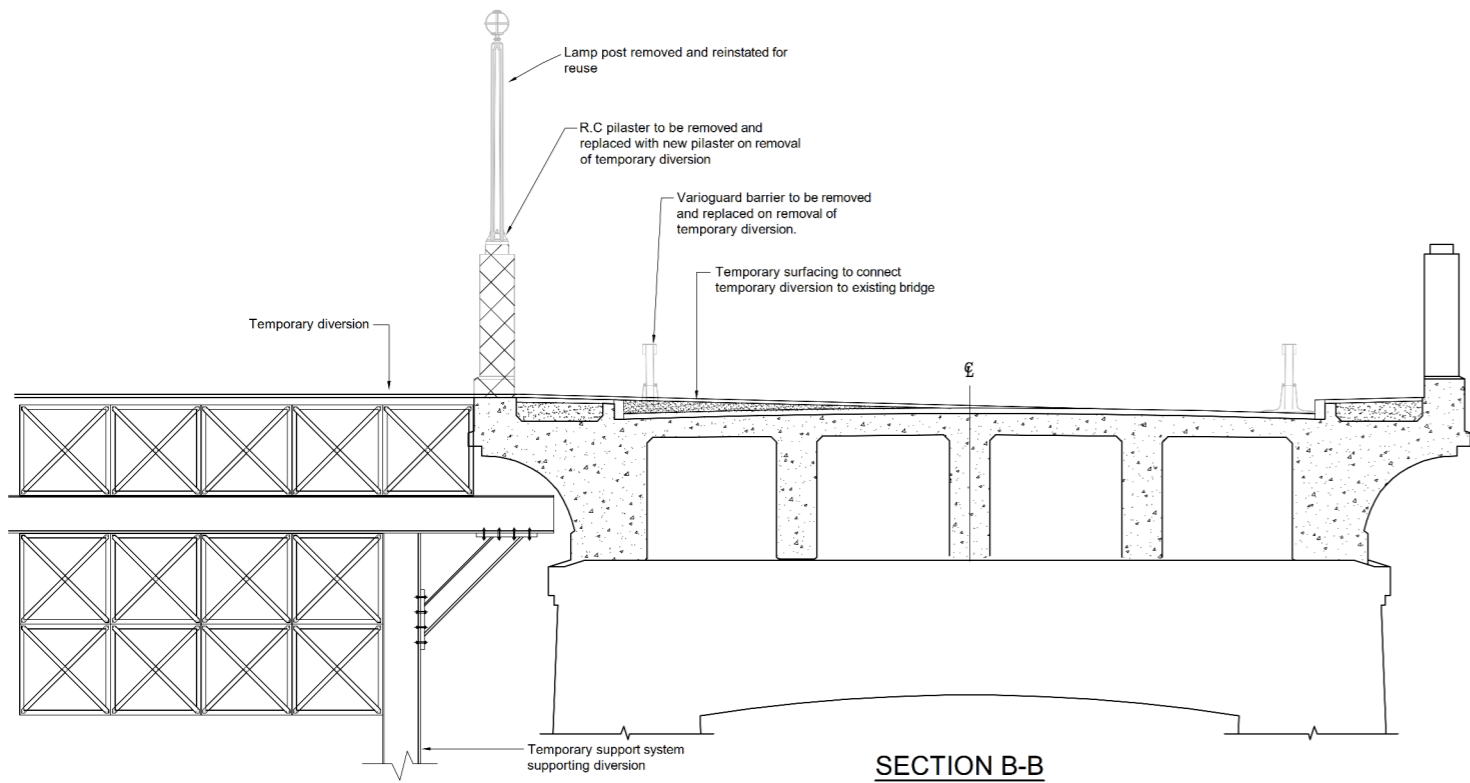 Lamp post removed and reinstated for
reuse
R.C pilaster to be removed and
replaced with new pilaster on removal
of temporary diversion
Varioguard barrier to be removed
and replaced on removal of
temporary diversion.
Temporary surfacing to connect
temporary diversion to existing bridge
Temporary diversion
℄
Temporary support system
supporting diversion
SECTION B-B